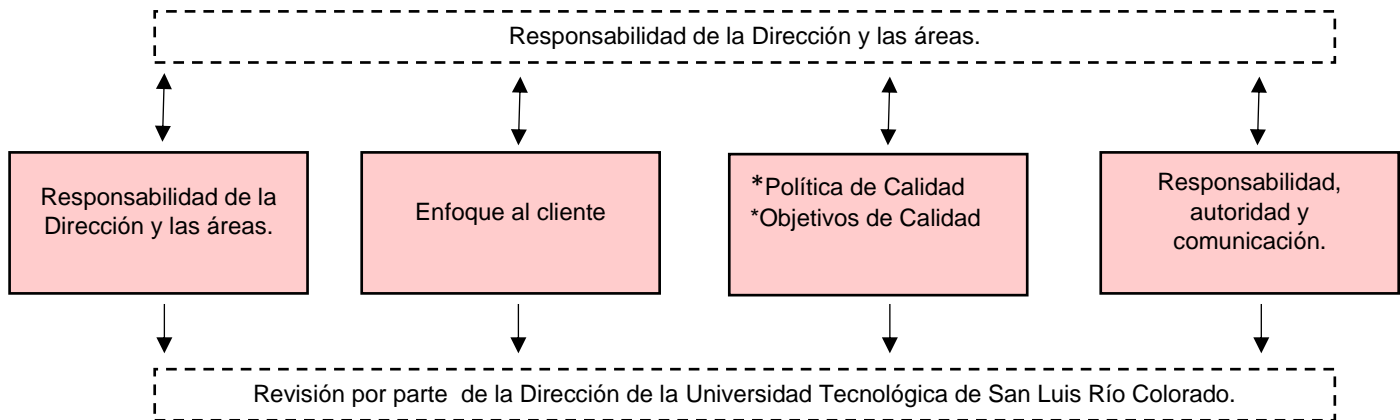 Responsabilidad de la Dirección y las áreas.
Responsabilidad de la
Dirección y las áreas.
Enfoque al cliente
*Política de Calidad
*Objetivos de Calidad
Responsabilidad,
autoridad y
comunicación.
Revisión por parte de la Dirección de la Universidad Tecnológica de San Luis Río Colorado.